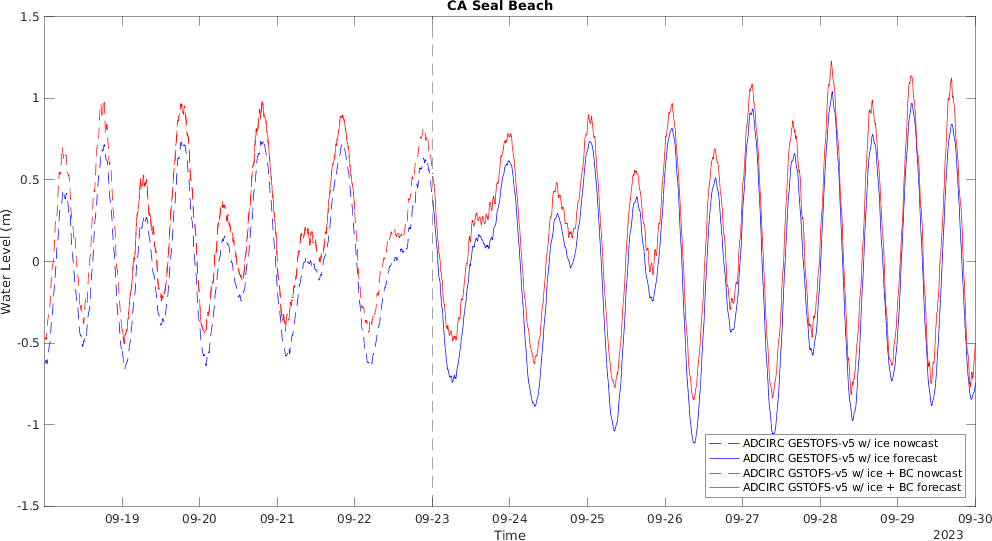 CA Seal Beach
1.5
1
0.5
0
-0.5
-1
-1.5
Water Level (m)
09-19 09-20 09-21 09-22 09-23 09-24 09-25 09-26 09-27 09-28 09-29 09-30
Time
2023
ADCIRC GESTOFS-v5 w/ ice nowcast
ADCIRC GESTOFS-v5 w/ ice forecast
ADCIRC GSTOFS-v5 w/ ice + BC nowcast
ADCIRC GSTOFS-v5 w/ ice + BC forecast